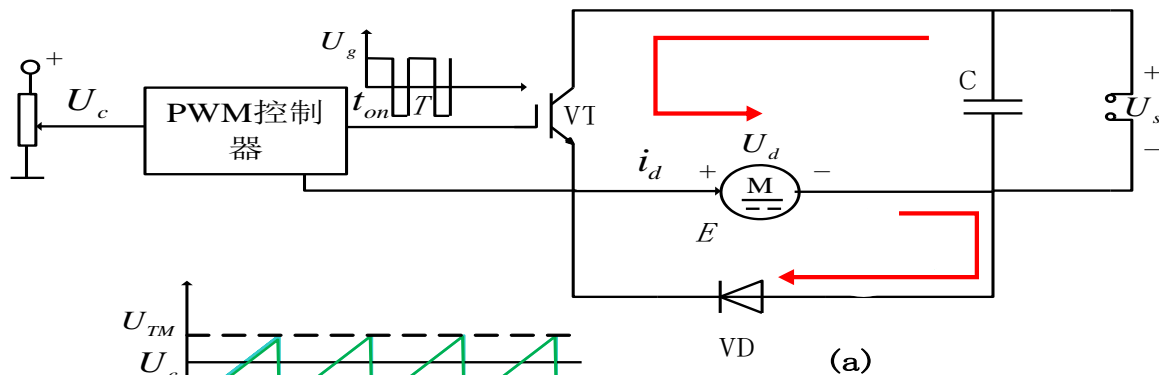 +
U_c
PWM控制
器
U_g
t_on
T
VT
C
+
U_s
−
U_d
i_d
+
M
−
E
VD
(a)
U_TM
U_c